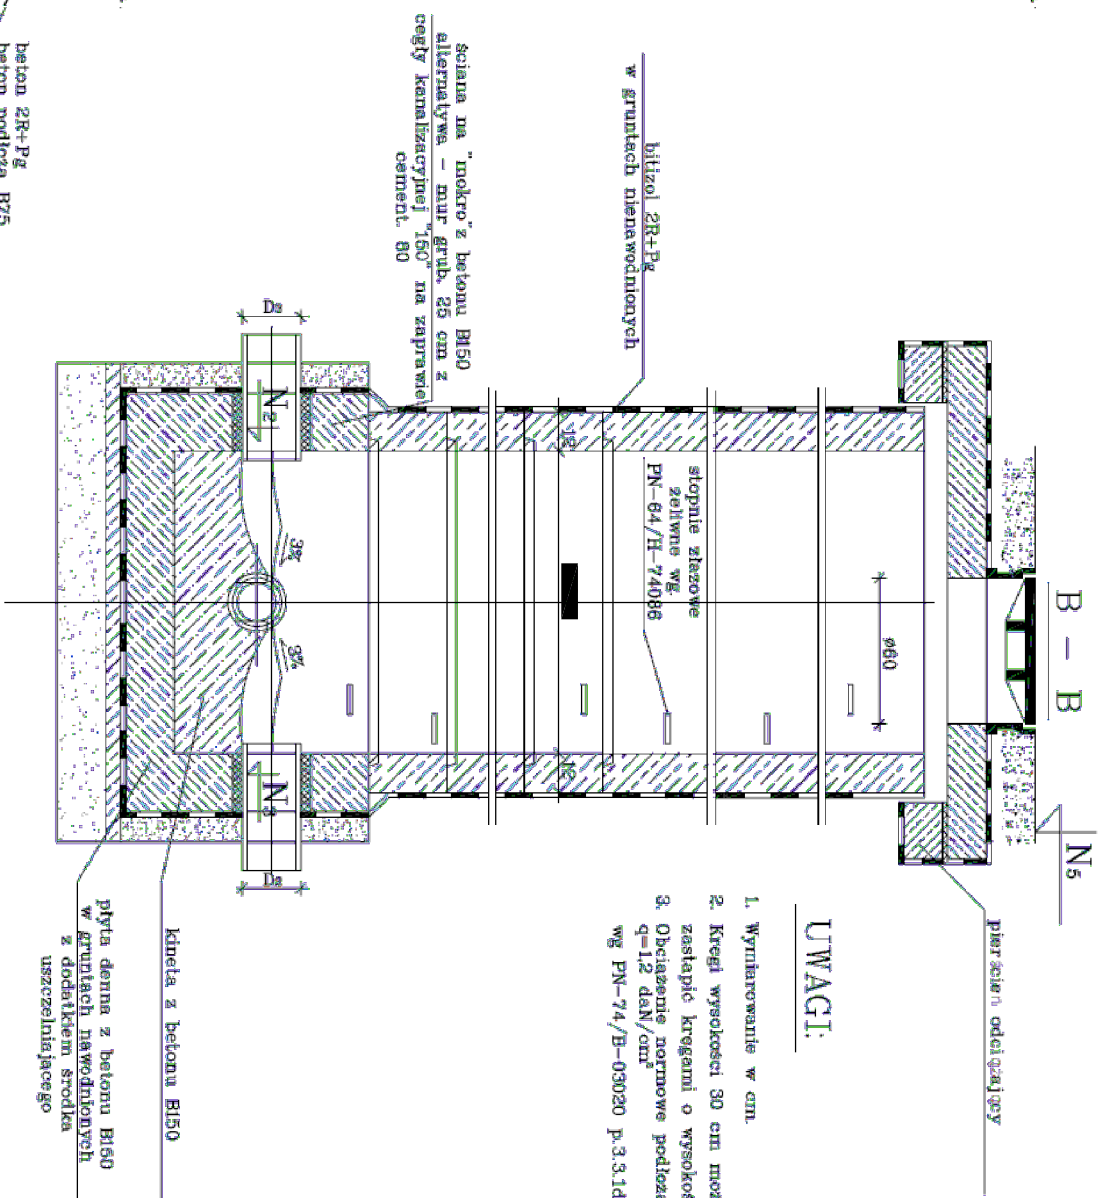 B - B
N5
pierścień odciążający
ø60
bitizol 2R+Pg
w gruntach nienawodnionych
stopnie złazowe
żeliwne wg.
PN-64/H-74086
12
12
ściana na "mokro" z betonu B150
alternatywa - mur grub. 25 cm z
cegły kanalizacyjnej "150" na zaprawie
cement. 80
Dz
N2
3%
3%
N3
Dz
UWAGI:
1. Wymiarowanie w cm.
2. Kręgi wysokości 30 cm
zastąpić kręgami o
3. Obciążenie normowe
q=1,2 daN/cm²
wg PN-74/B-03020 p.3.3.1d
kineta z betonu B150
płyta denna z betonu B150
w gruntach nawodnionych
z dodatkiem środka
uszczelniającego
beton 2R+Pg
beton podłoża B75